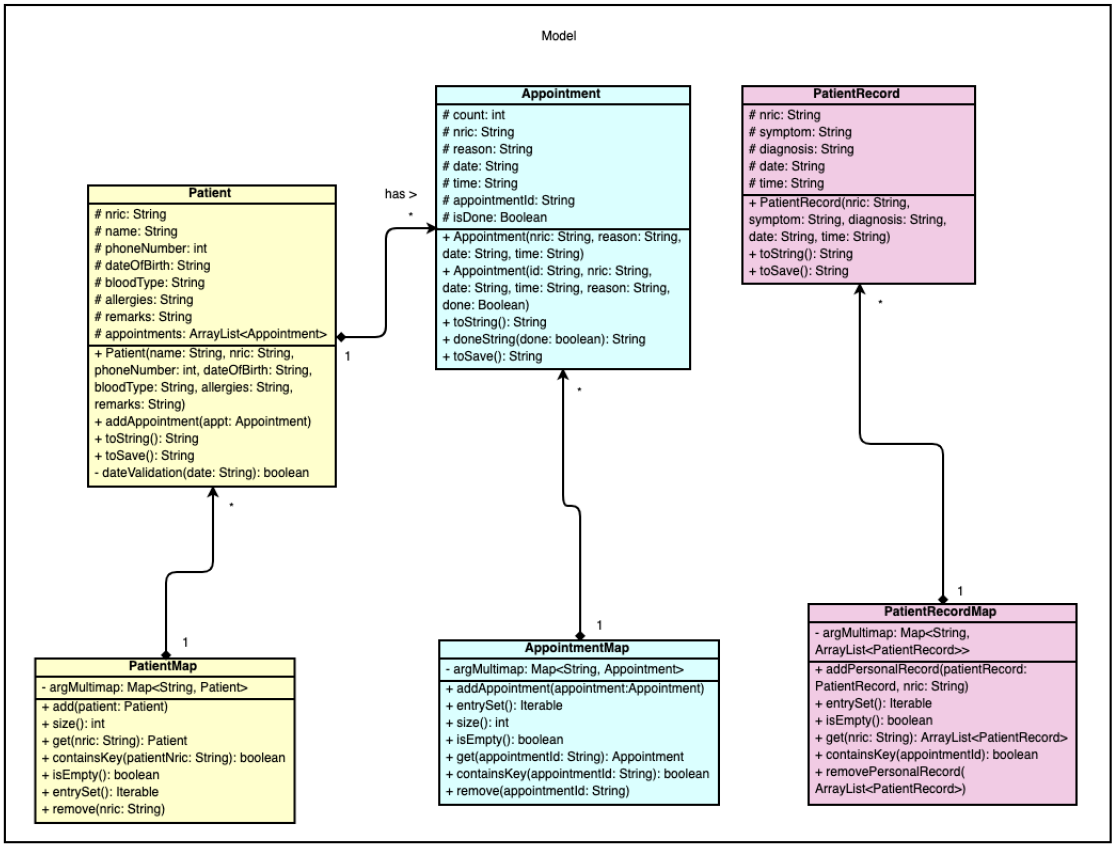 Model
Patient
# nric: String
# name: String
# phoneNumber: int
# dateOfBirth: String
# bloodType: String
# allergies: String
# remarks: String
# appointments: ArrayList<Appointment>
+ Patient(name: String, nric: String,
phoneNumber: int, dateOfBirth: String,
bloodType: String, allergies: String,
remarks: String)
+ addAppointment(appt: Appointment)
+ toString(): String
+ toSave(): String
- dateValidation(date: String): boolean
has >
*
1
Appointment
# count: int
# nric: String
# reason: String
# date: String
# time: String
# appointmentId: String
# isDone: Boolean
+ Appointment(nric: String, reason: String,
date: String, time: String)
+ Appointment(id: String, nric: String,
date: String, time: String, reason: String,
done: Boolean)
+ toString(): String
+ doneString(done: boolean): String
+ toSave(): String
PatientRecord
# nric: String
# symptom: String
# diagnosis: String
# date: String
# time: String
+ PatientRecord(nric: String,
symptom: String, diagnosis: String,
date: String, time: String)
+ toString(): String
+ toSave(): String
*
1
PatientMap
- argMultimap: Map<String, Patient>
+ add(patient: Patient)
+ size(): int
+ get(nric: String): Patient
+ containsKey(patientNric: String): boolean
+ isEmpty(): boolean
+ entrySet(): Iterable
+ remove(nric: String)
*
1
AppointmentMap
- argMultimap: Map<String, Appointment>
+ addAppointment(appointment:Appointment)
+ entrySet(): Iterable
+ size(): int
+ isEmpty(): boolean
+ get(appointmentId: String): Appointment
+ containsKey(appointmentId: String): boolean
+ remove(appointmentId: String)
*
1
PatientRecordMap
- argMultimap: Map<String,
ArrayList<PatientRecord>>
+ addPersonalRecord(patientRecord:
PatientRecord, nric: String)
+ entrySet(): Iterable
+ isEmpty(): boolean
+ get(nric: String): ArrayList<PatientRecord>
+ containsKey(appointmentId): boolean
+ removePersonalRecord(
ArrayList<PatientRecord>)